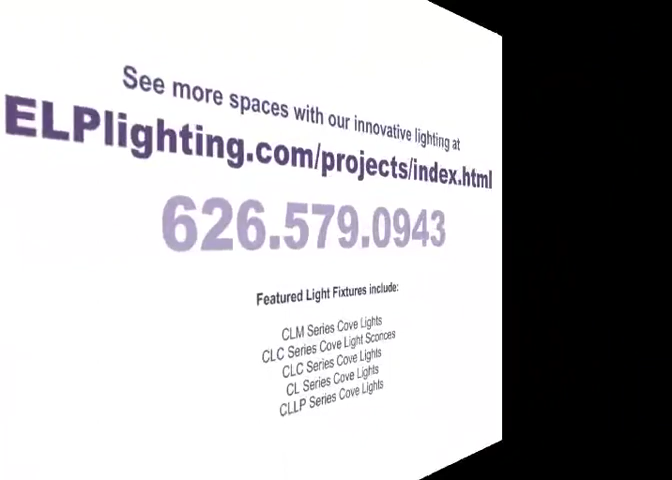 See more spaces with our innovative lighting at
ELPlighting.com/projects/index.html
626.579.0943
Featured Light Fixtures include:
CLM Series Cove Lights
CLC Series Cove Light Sconces
CLC Series Cove Lights
CL Series Cove Lights
CLLP Series Cove Lights